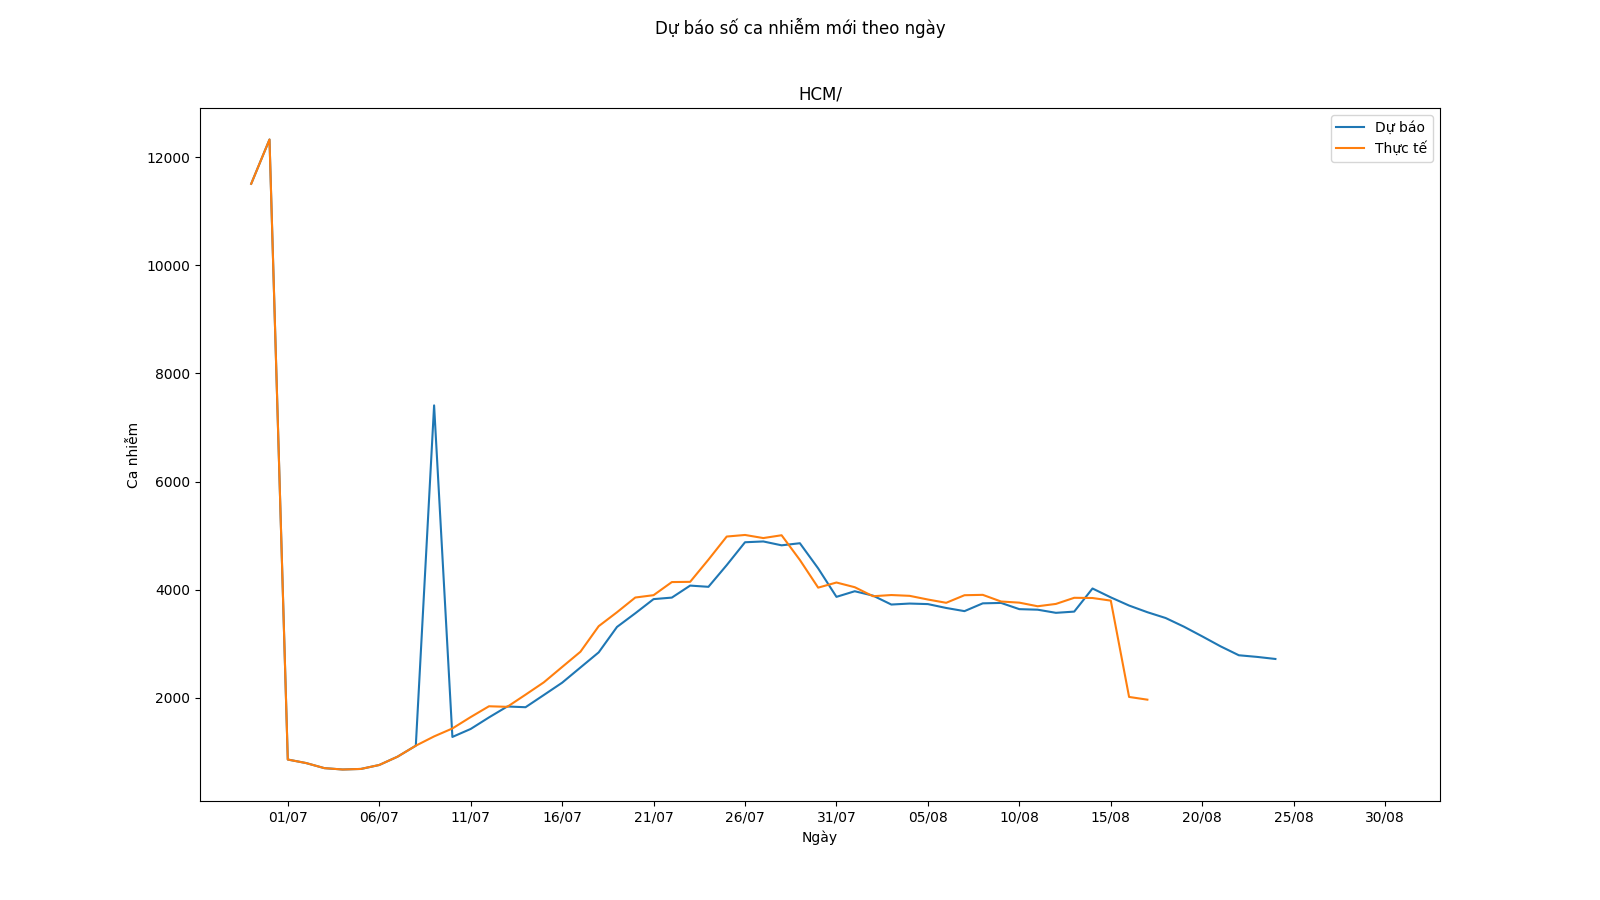 Dự báo số ca nhiễm mới theo ngày
HCM/
Dự báo
Thực tế
12000
10000
8000
6000
4000
2000
Ca nhiễm
01/07 06/07 11/07 16/07 21/07 26/07 31/07 05/08 10/08 15/08 20/08 25/08 30/08
Ngày